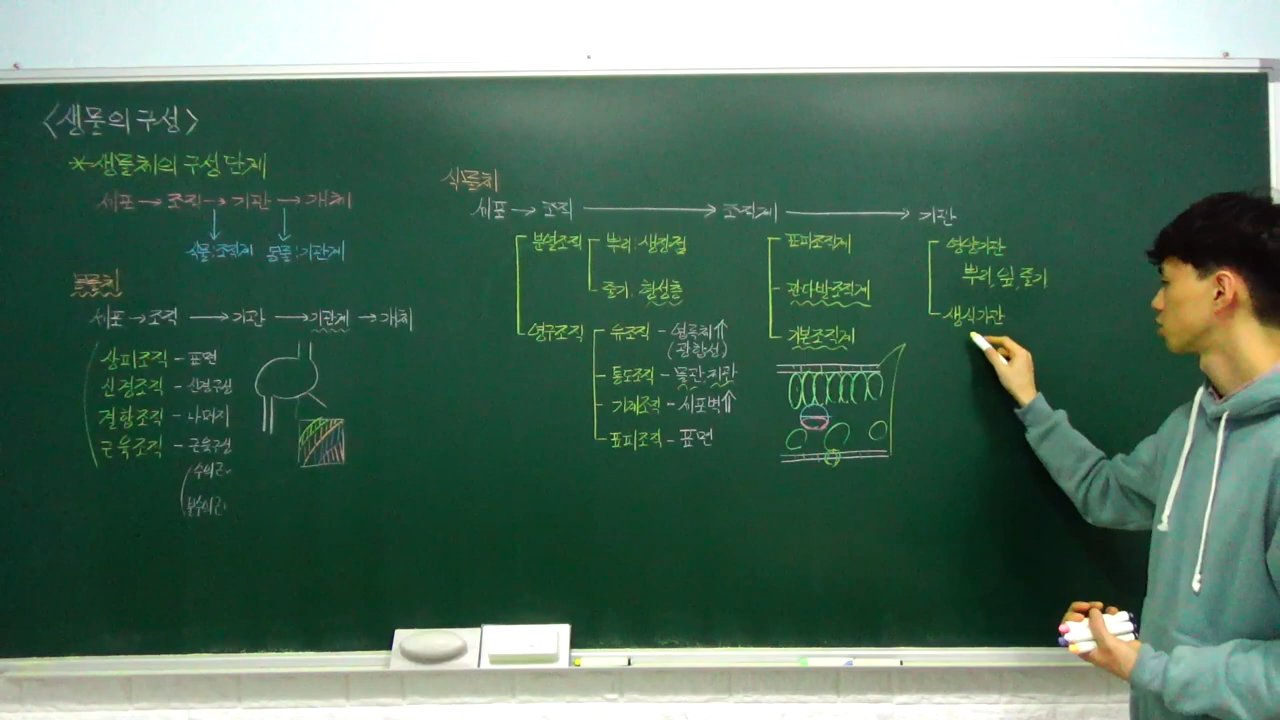 <생물의 구성>
*생물체의 구성 단계
세포 → 조직 → 기관 → 개체
식물:조직계 동물:기관계
동물체
세포 → 조직 → 기관 → 기관계 → 개체
상피조직 - 표면
신경조직 - 신경구성
결합조직 - 나머지
근육조직 - 근육구성
수의근
불수의근
식물체
세포 → 조직 → 조직계 → 기관
분열조직 뿌리:생장점
줄기:형성층
영구조직 유조직 - 엽록체↑
(광합성)
통도조직 - 물관,체관
기계조직 - 세포벽↑
표피조직 - 표면
표피조직계
관다발조직계
기본조직계
영양기관
뿌리,잎,줄기
생식기관